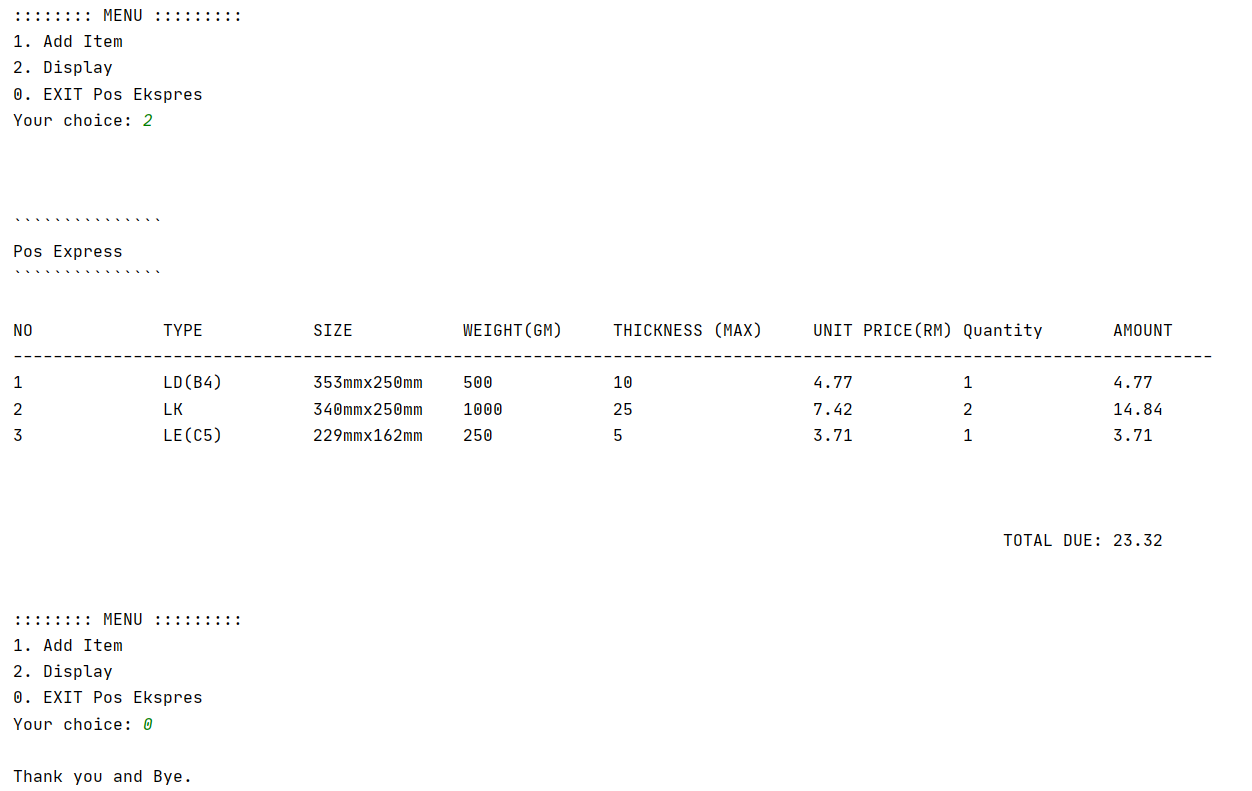 :::::::: MENU :::::::::
1. Add Item
2. Display
0. EXIT Pos Ekspres
Your choice: 2
```````````````
Pos Express
```````````````
NO             TYPE           SIZE           WEIGHT(GM)     THICKNESS (MAX)     UNIT PRICE(RM) Quantity       AMOUNT
------------------------------------------------------------------------------------------------------------------------
1              LD(B4)         353mmx250mm    500            10                  4.77           1              4.77
2              LK             340mmx250mm    1000           25                  7.42           2              14.84
3              LE(C5)         229mmx162mm    250            5                   3.71           1              3.71
TOTAL DUE: 23.32
:::::::: MENU :::::::::
1. Add Item
2. Display
0. EXIT Pos Ekspres
Your choice: 0
Thank you and Bye.